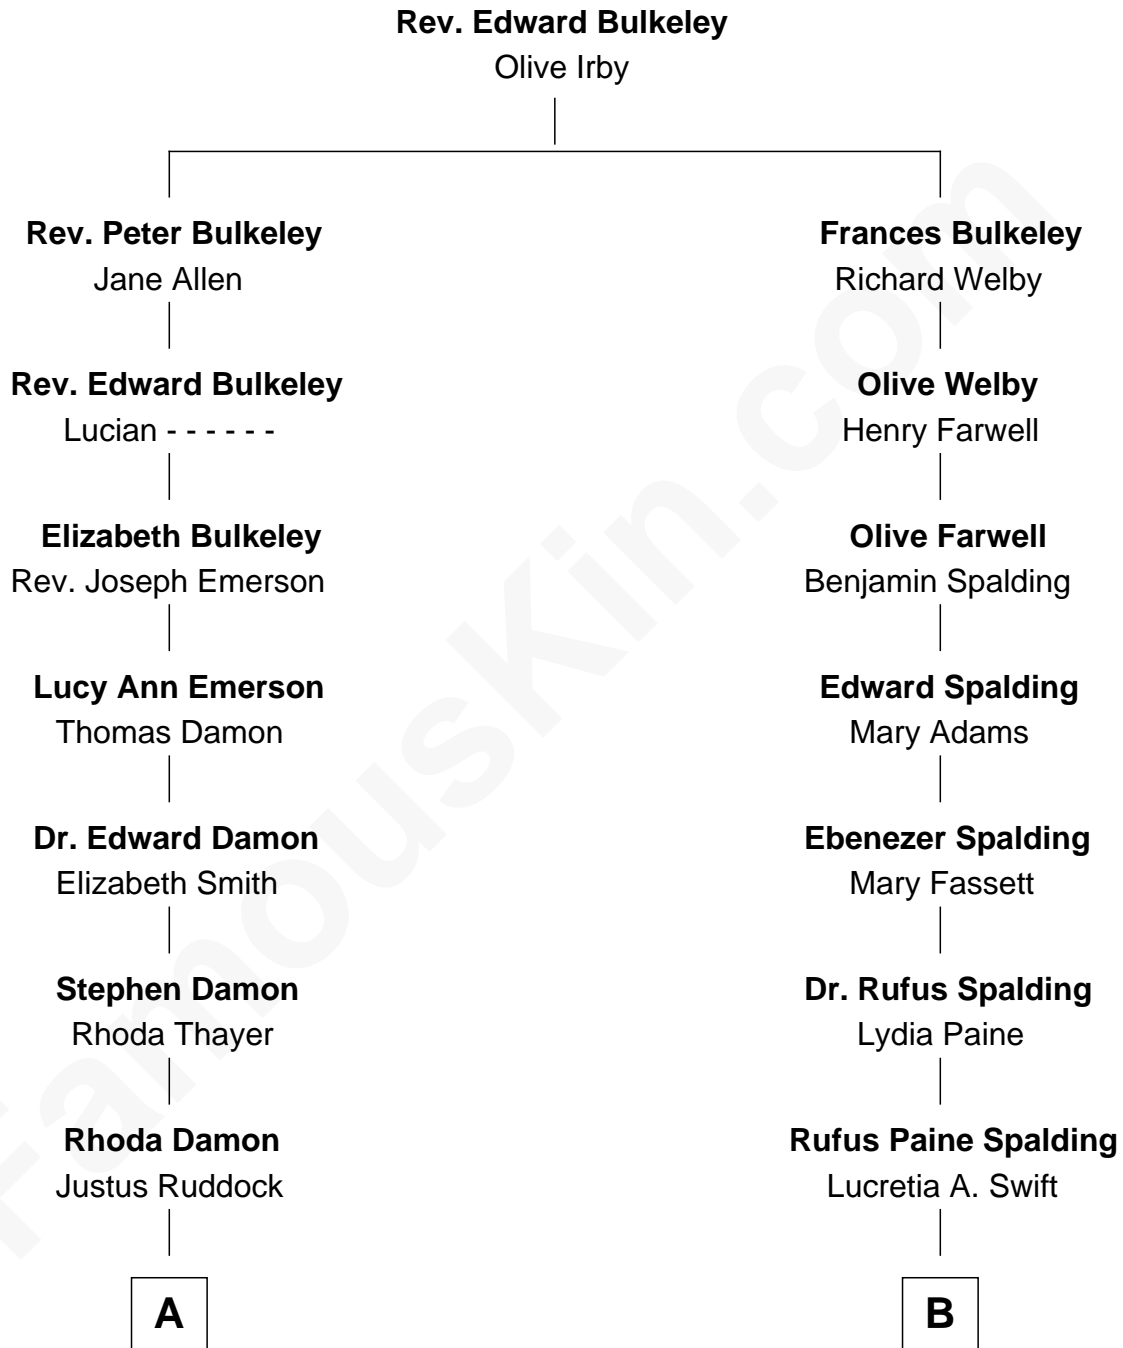 Rev. Edward Bulkeley
Olive Irby
Rev. Peter Bulkeley
Jane Allen
Frances Bulkeley
Richard Welby
Rev. Edward Bulkeley
Lucian - - - - - -
Olive Welby
Henry Farwell
Elizabeth Bulkeley
Rev. Joseph Emerson
Olive Farwell
Benjamin Spalding
Lucy Ann Emerson
Thomas Damon
Edward Spalding
Mary Adams
Dr. Edward Damon
Elizabeth Smith
Ebenezer Spalding
Mary Fassett
Stephen Damon
Rhoda Thayer
Dr. Rufus Spalding
Lydia Paine
Rhoda Damon
Justus Ruddock
Rufus Paine Spalding
Lucretia A. Swift
A
B
FamousKin.com